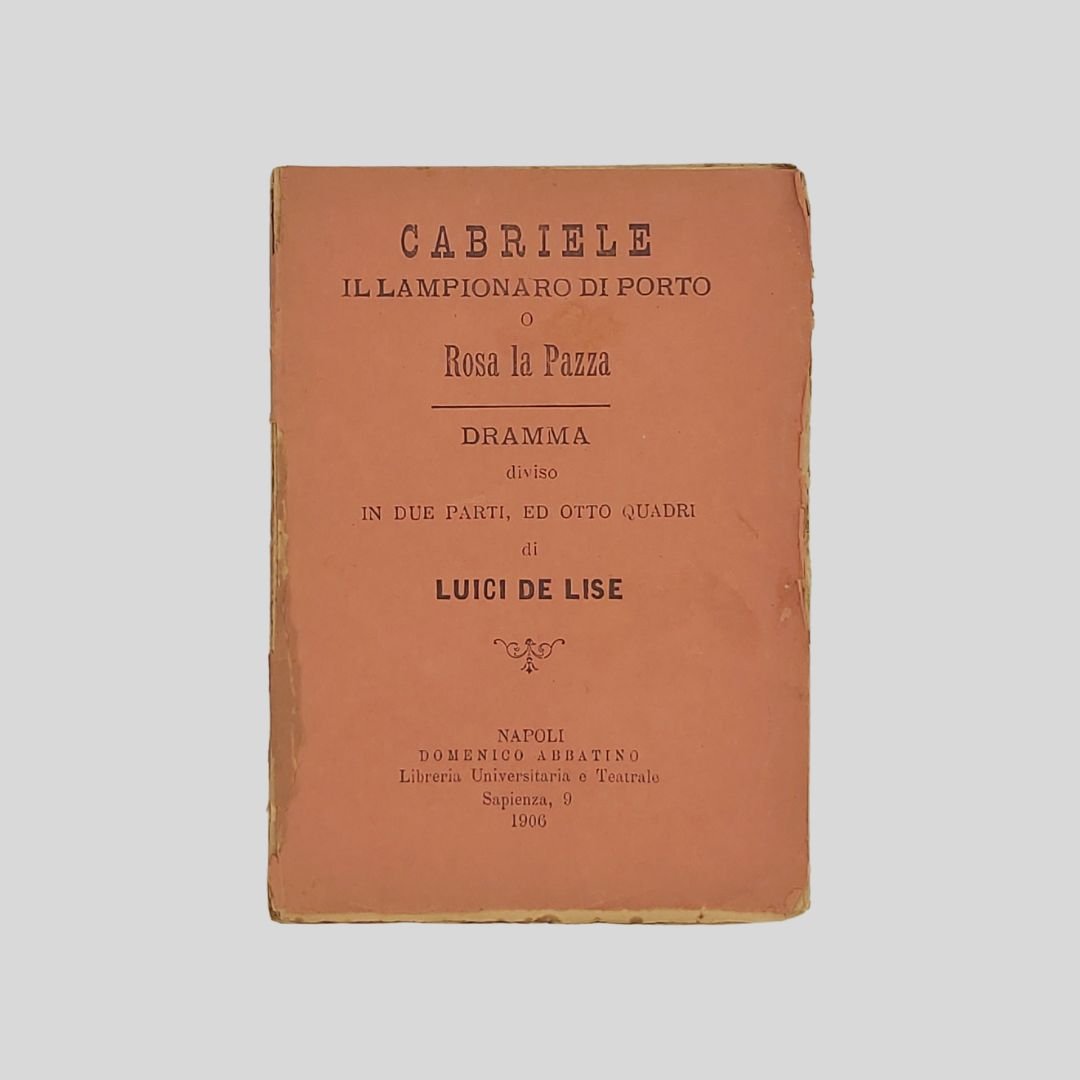 CABRIELE
IL LAMPIONARO DI PORTO
O
Rosa la Pazza
DRAMMA
diviso
IN DUE PARTI, ED OTTO QUADRI
di
LUICI DE LISE
NAPOLI
DOMENICO ABBATINO
Libreria Universitaria e Teatrale
Sapienza, 9
1906